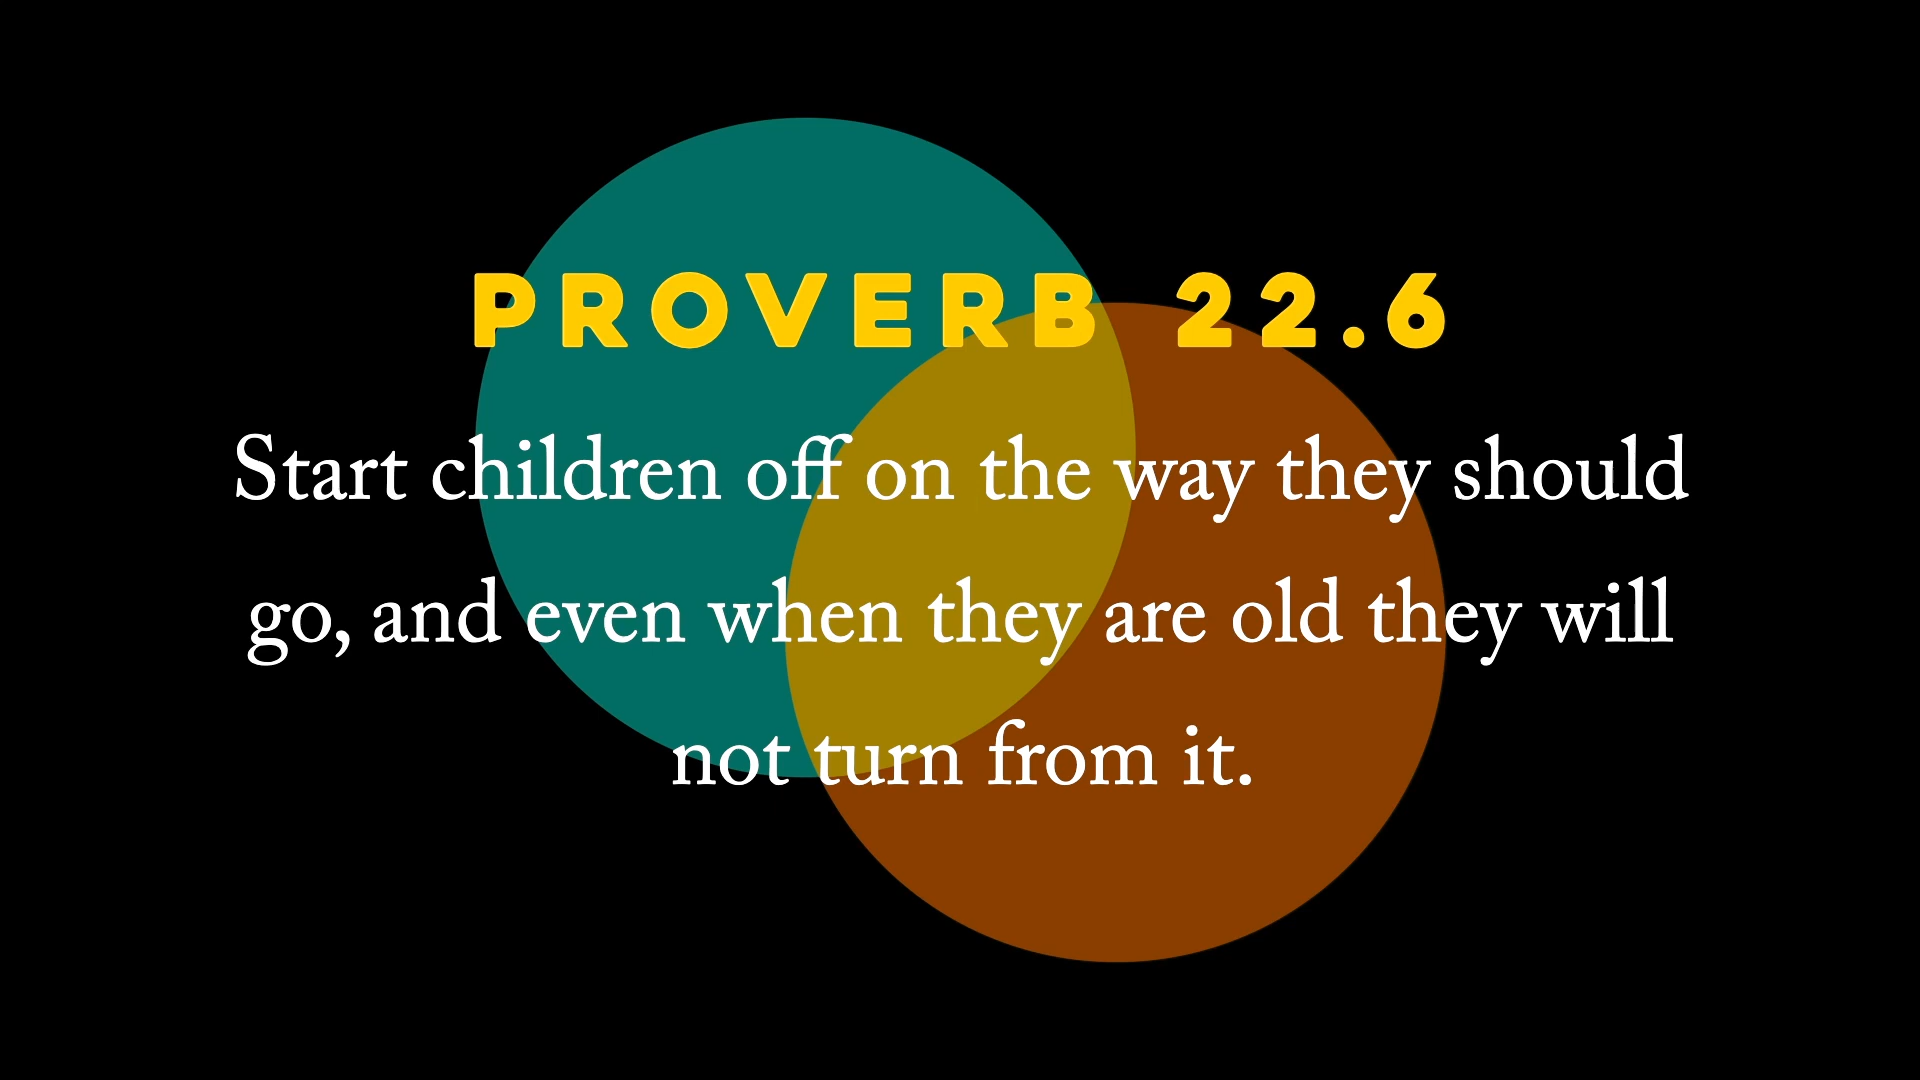 PROVERB 22.6
Start children off on the way they should
go, and even when they are old they will
not turn from it.